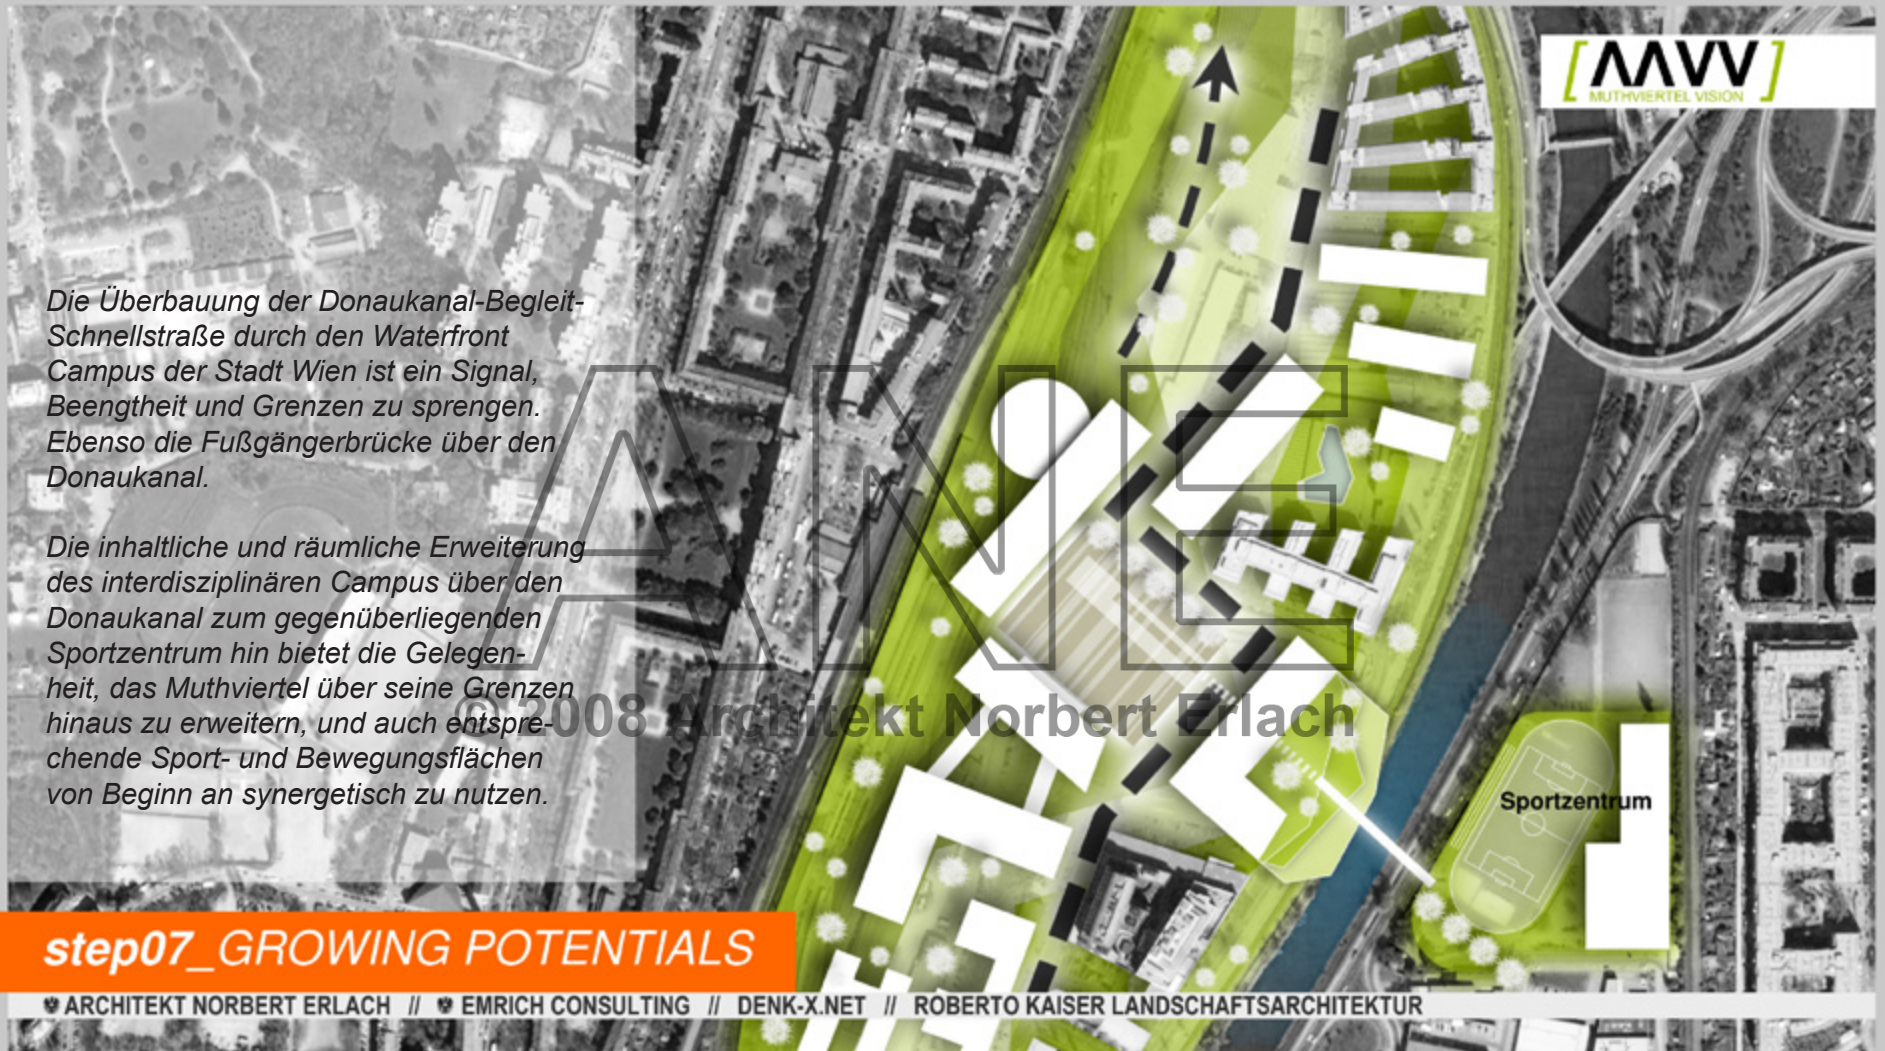 [MVV]
MUTHVIERTEL VISION
Die Überbauung der Donaukanal-Begleit-
Schnellstraße durch den Waterfront
Campus der Stadt Wien ist ein Signal,
Beengtheit und Grenzen zu sprengen.
Ebenso die Fußgängerbrücke über den
Donaukanal.
Die inhaltliche und räumliche Erweiterung
des interdisziplinären Campus über den
Donaukanal zum gegenüberliegenden
Sportzentrum hin bietet die Gelegen-
heit, das Muthviertel über seine Grenzen
hinaus zu erweitern, und auch entspre-
chende Sport- und Bewegungsflächen
von Beginn an synergetisch zu nutzen.
ANE
© 2008 Architekt Norbert Erlach
Sportzentrum
step07_GROWING POTENTIALS
ARCHITEKT NORBERT ERLACH // EMRICH CONSULTING // DENK-X.NET // ROBERTO KAISER LANDSCHAFTSARCHITEKTUR